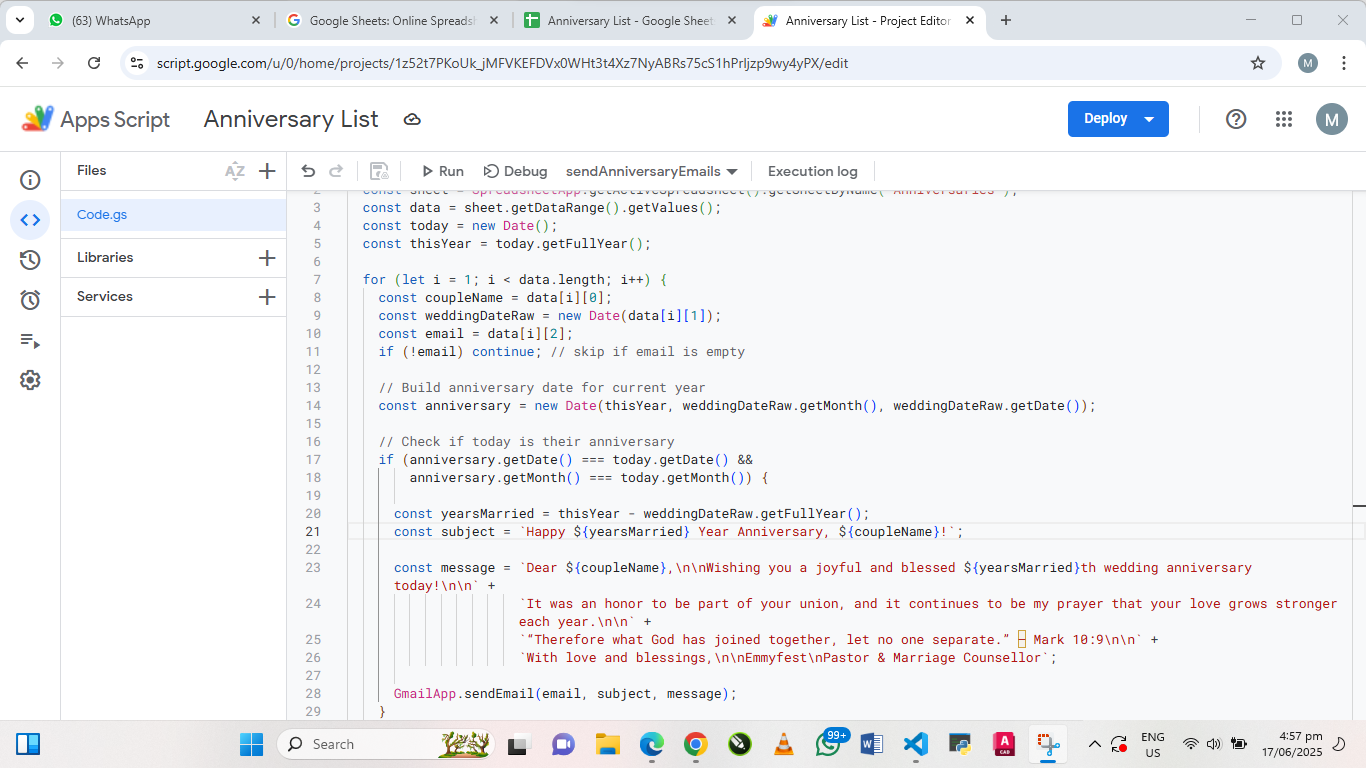 (63) WhatsApp
Google Sheets: Online Spreadsh
Anniversary List - Google Sheets
Anniversary List - Project Editor
script.google.com/u/0/home/projects/1z52t7PKoUk_jMFVKEFDVx0WHt3t4Xz7NyABRs75cS1hPrIjzp9wy4yPX/edit
M
Apps Script
Anniversary List
Deploy
M
Files
AZ
Run
Debug
sendAnniversaryEmails
Execution log
Code.gs
Libraries
Services
2 const sheet = SpreadsheetApp.getActiveSpreadsheet().getSheetByName("Anniversaries");
3 const data = sheet.getDataRange().getValues();
4 const today = new Date();
5 const thisYear = today.getFullYear();
6
7 for (let i = 1; i < data.length; i++) {
8 const coupleName = data[i][0];
9 const weddingDateRaw = new Date(data[i][1]);
10 const email = data[i][2];
11 if (!email) continue; // skip if email is empty
12
13 // Build anniversary date for current year
14 const anniversary = new Date(thisYear, weddingDateRaw.getMonth(), weddingDateRaw.getDate());
15
16 // Check if today is their anniversary
17 if (anniversary.getDate() === today.getDate() &&
18 anniversary.getMonth() === today.getMonth()) {
19
20 const yearsMarried = thisYear - weddingDateRaw.getFullYear();
21 const subject = `Happy ${yearsMarried} Year Anniversary, ${coupleName}!`;
22
23 const message = `Dear ${coupleName},\n\nWishing you a joyful and blessed ${yearsMarried}th wedding anniversary
today!\n\n` +
24 `It was an honor to be part of your union, and it continues to be my prayer that your love grows stronger
each year.\n\n` +
25 `“Therefore what God has joined together, let no one separate.” – Mark 10:9\n\n` +
26 `With love and blessings,\n\nEmmyfest\nPastor & Marriage Counsellor`;
27
28 GmailApp.sendEmail(email, subject, message);
29 }
Search
99+
ENG
US
4:57 pm
17/06/2025